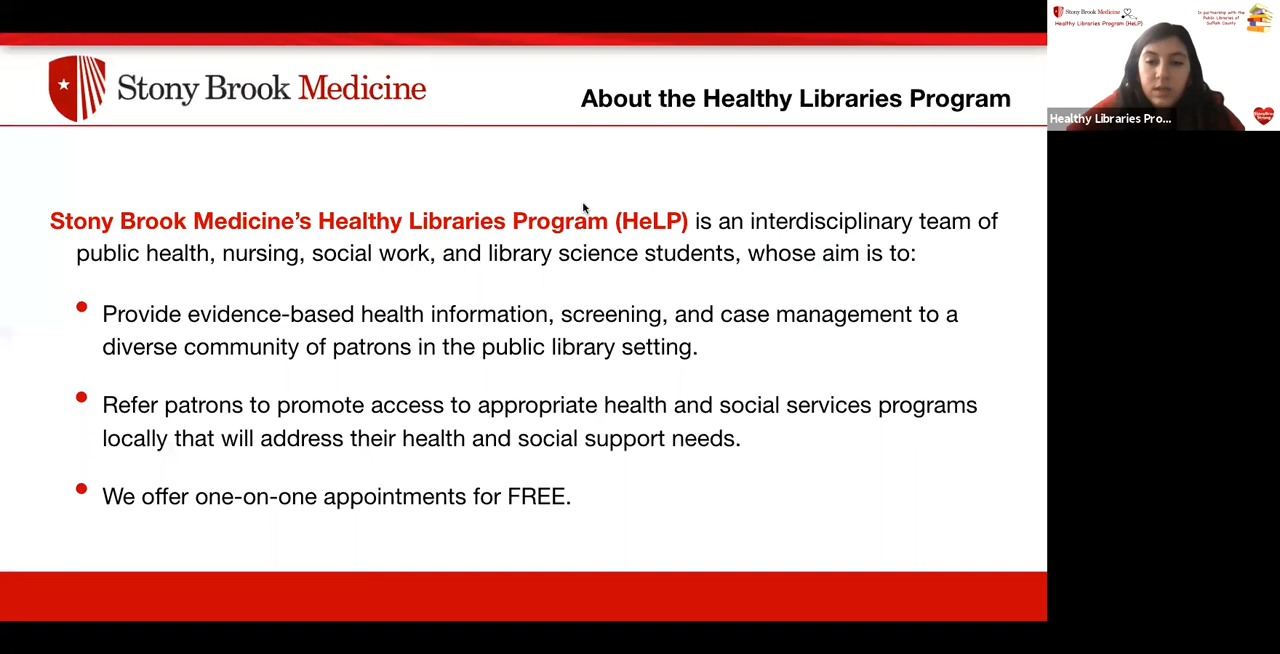 Stony Brook Medicine
About the Healthy Libraries Program
Stony Brook Medicine’s Healthy Libraries Program (HeLP) is an interdisciplinary team of
public health, nursing, social work, and library science students, whose aim is to:
Provide evidence-based health information, screening, and case management to a
diverse community of patrons in the public library setting.
Refer patrons to promote access to appropriate health and social services programs
locally that will address their health and social support needs.
We offer one-on-one appointments for FREE.
Stony Brook Medicine
Healthy Libraries Program (HeLP)
In partnership with the
Public Libraries of
Suffolk County
Healthy Libraries Pro...